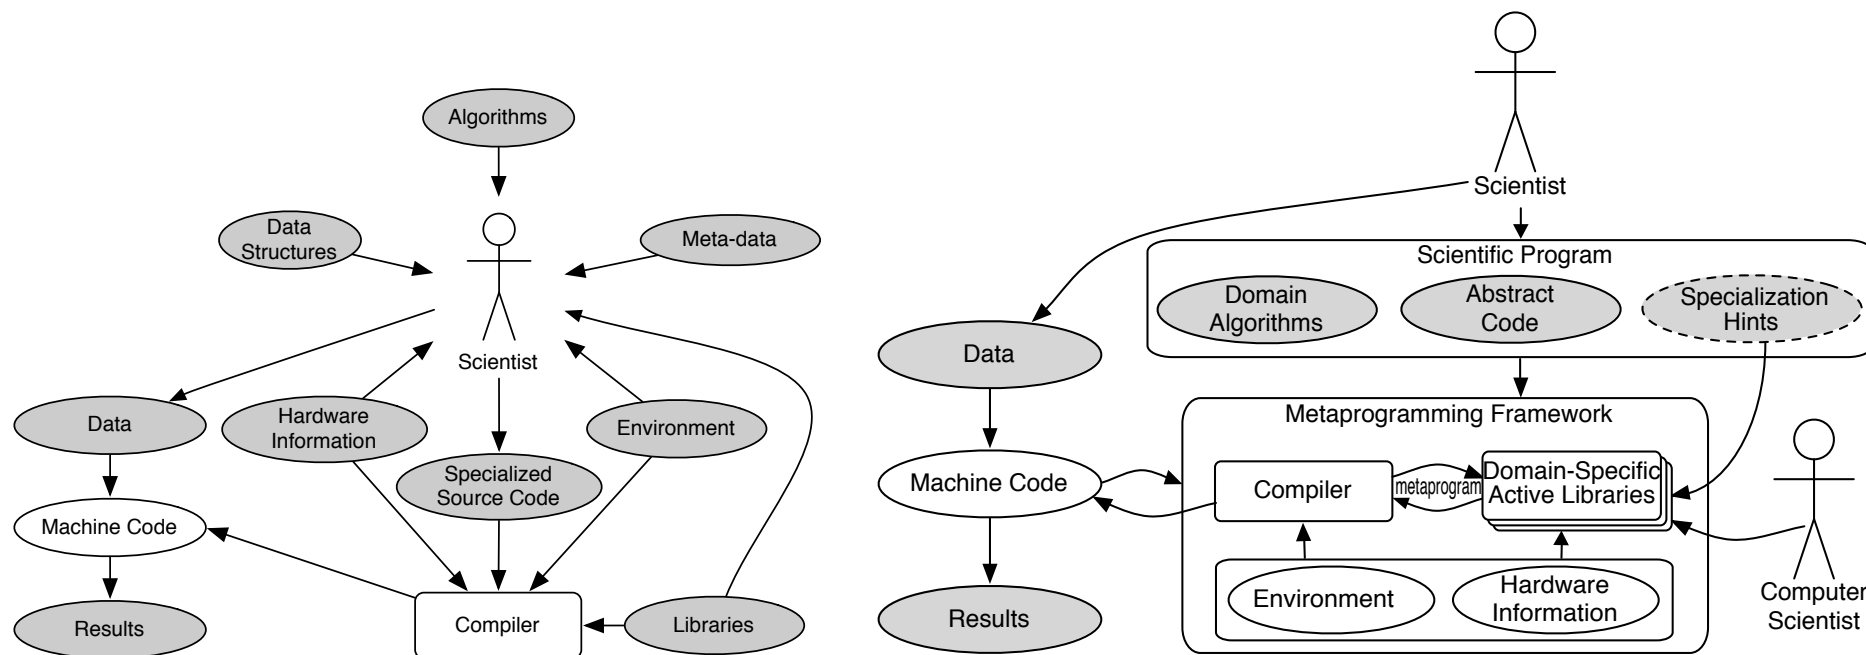 Algorithms
Data
Structures
Meta-data
Scientist
Data
Hardware
Information
Environment
Specialized
Source Code
Machine Code
Results
Compiler
Libraries
Scientist
Scientific Program
Domain
Algorithms
Abstract
Code
Specialization
Hints
Data
Metaprogramming Framework
Machine Code
Compiler
metaprogram
Domain-Specific
Active Libraries
Environment
Hardware
Information
Results
Computer
Scientist